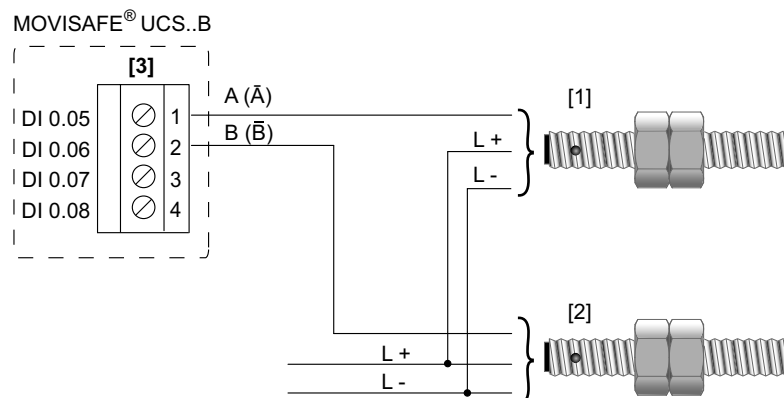 MOVISAFE® UCS..B
[3]
DI 0.05 1 A (Ā)
DI 0.06 2 B (B̄)
DI 0.07 3
DI 0.08 4
[1]
L +
L -
[2]
L +
L -